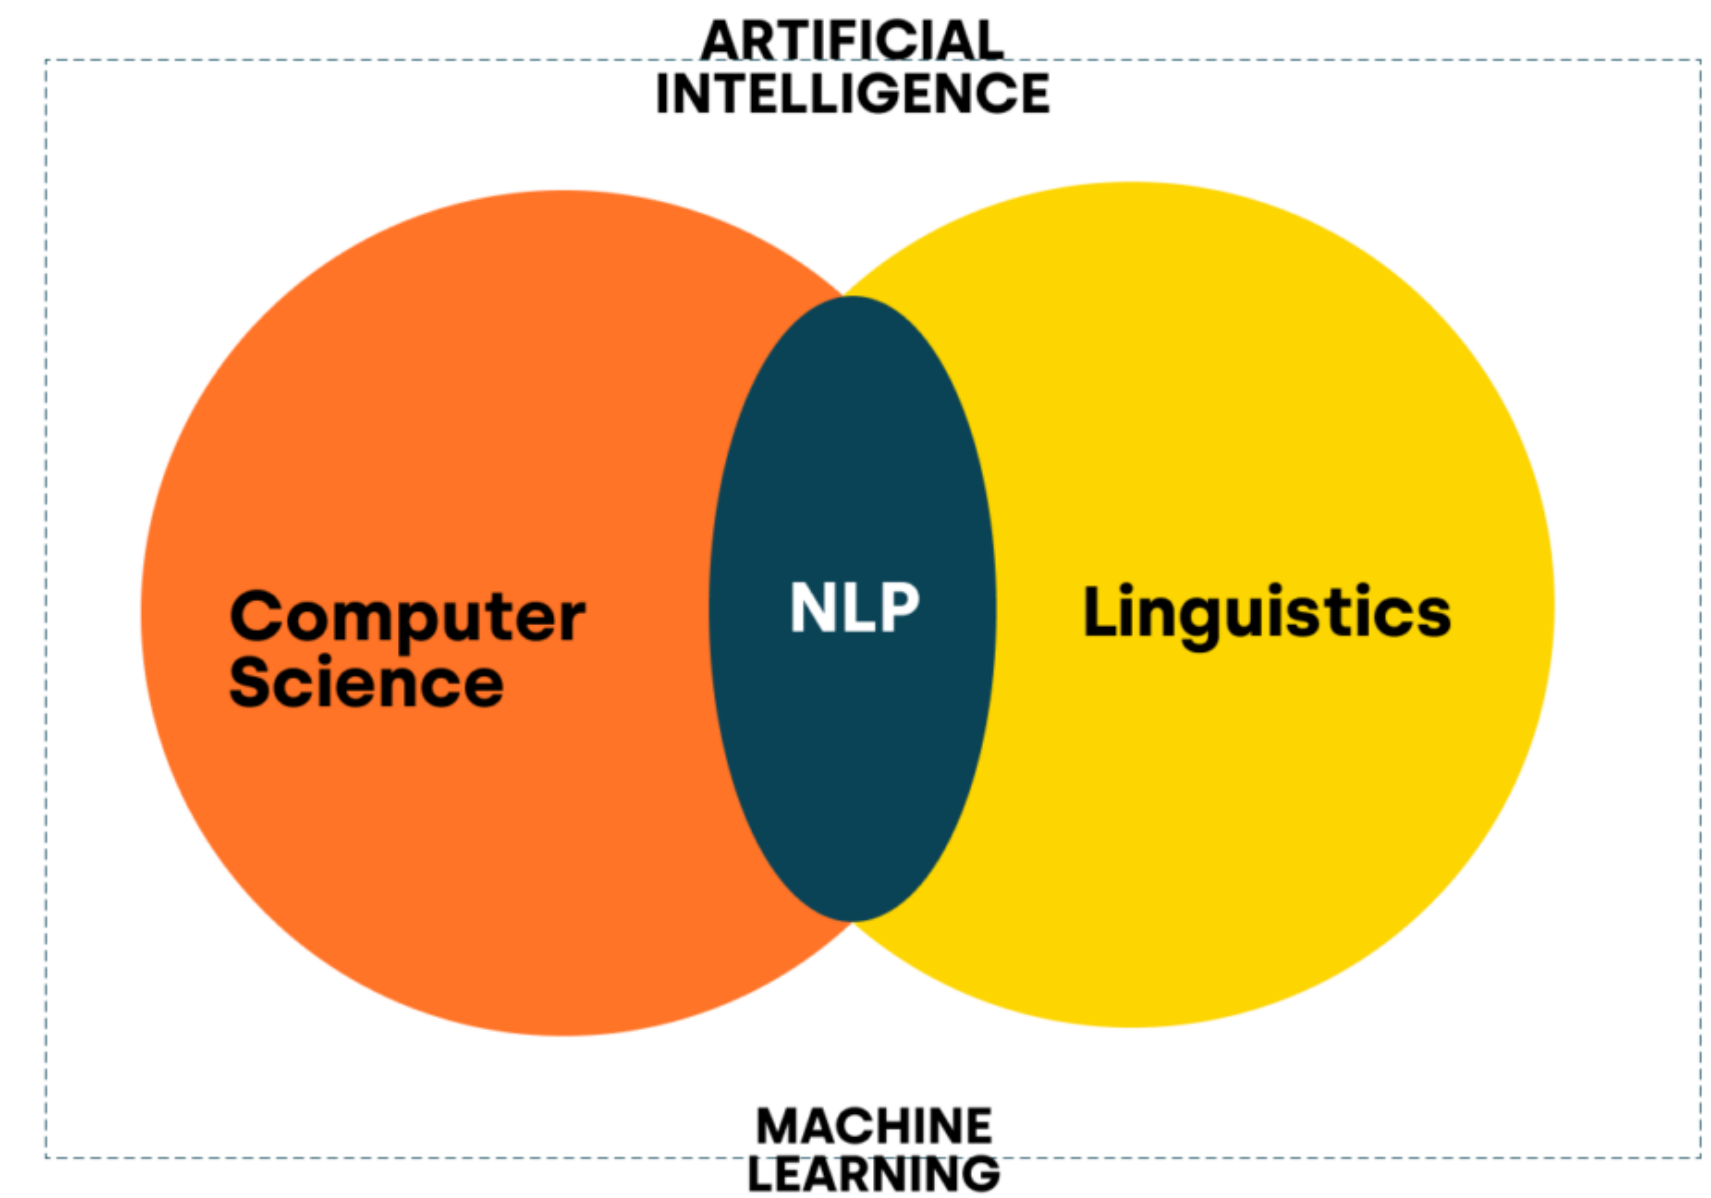 ARTIFICIAL
INTELLIGENCE
Computer
Science
NLP
Linguistics
MACHINE
LEARNING